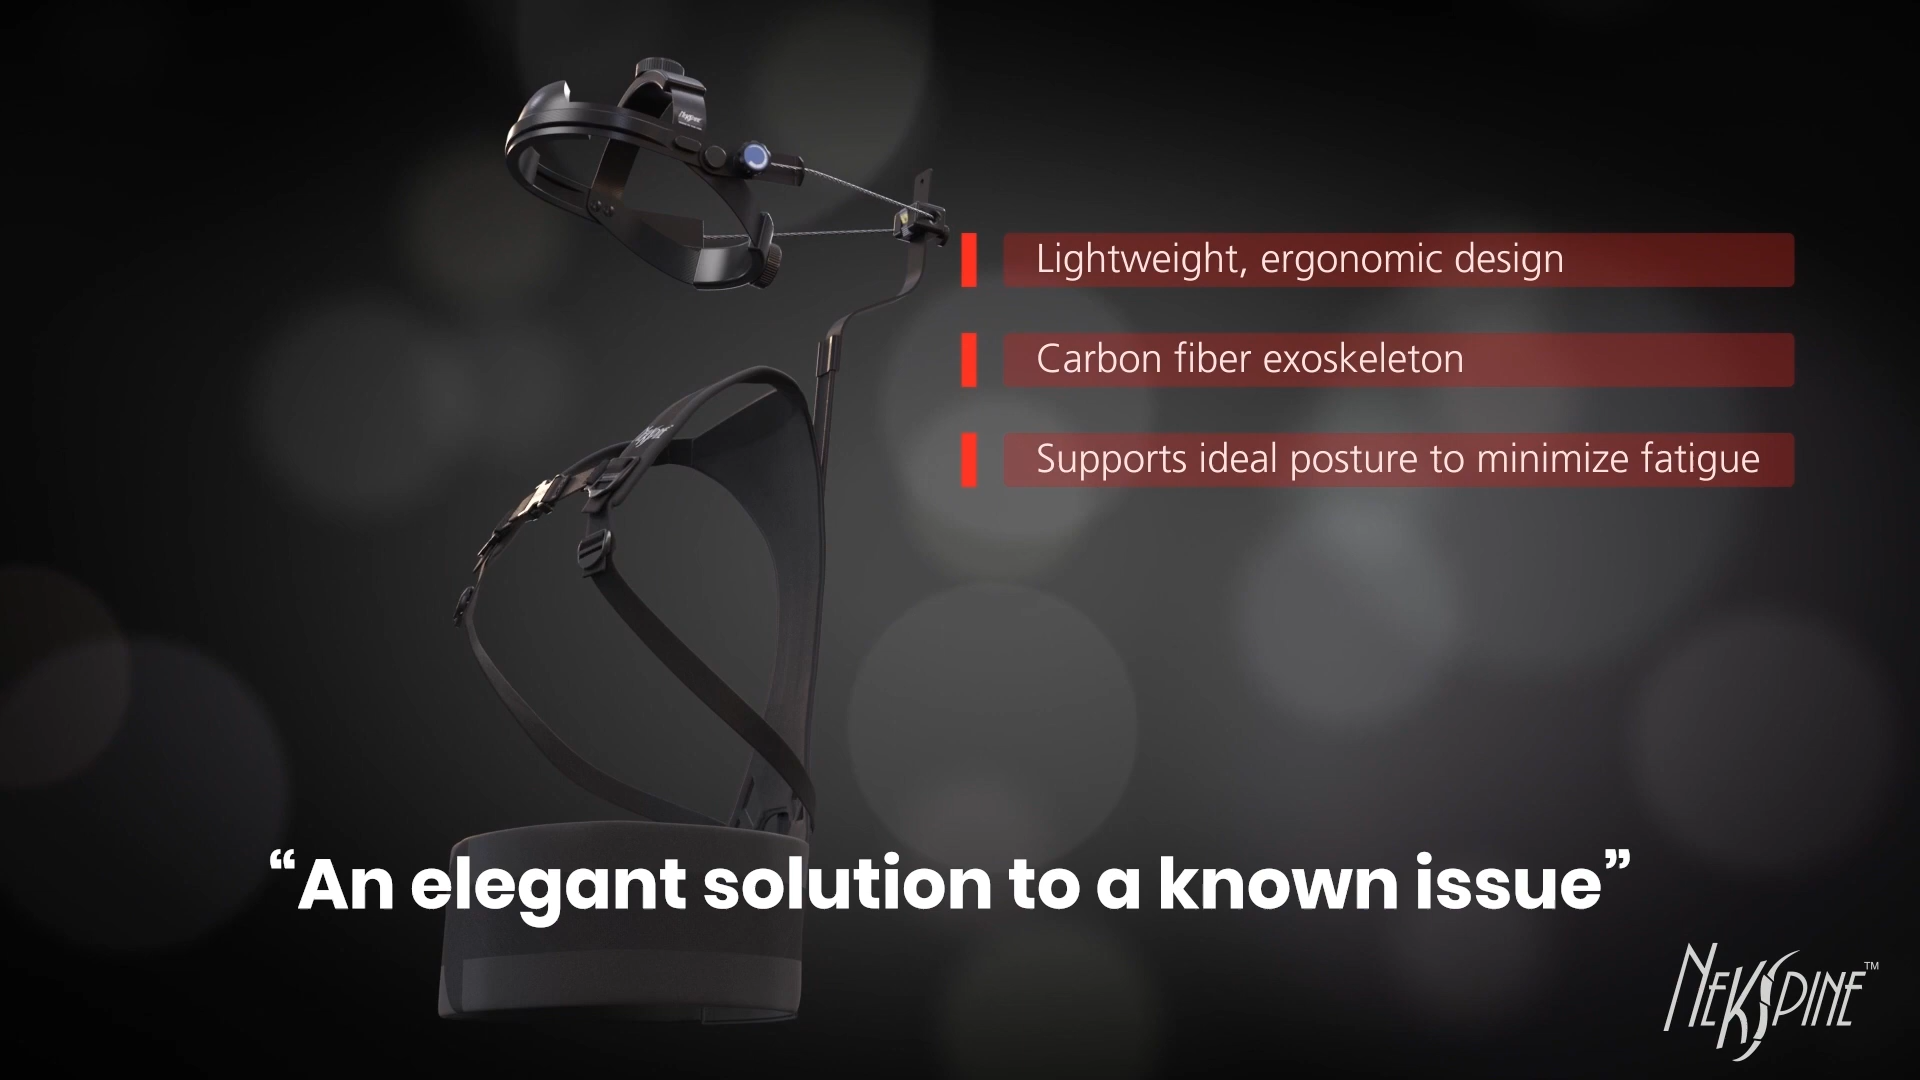 Lightweight, ergonomic design
Carbon fiber exoskeleton
Supports ideal posture to minimize fatigue
“An elegant solution to a known issue”
NEKSPINE™